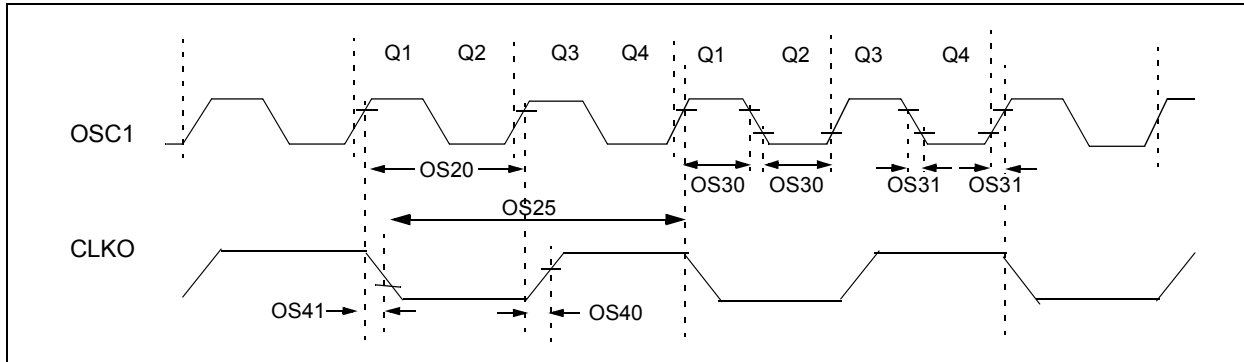 Q1 Q2 Q3 Q4 Q1 Q2 Q3 Q4
OSC1
OS20 OS30 OS30 OS31 OS31
OS25
CLKO
OS41 OS40